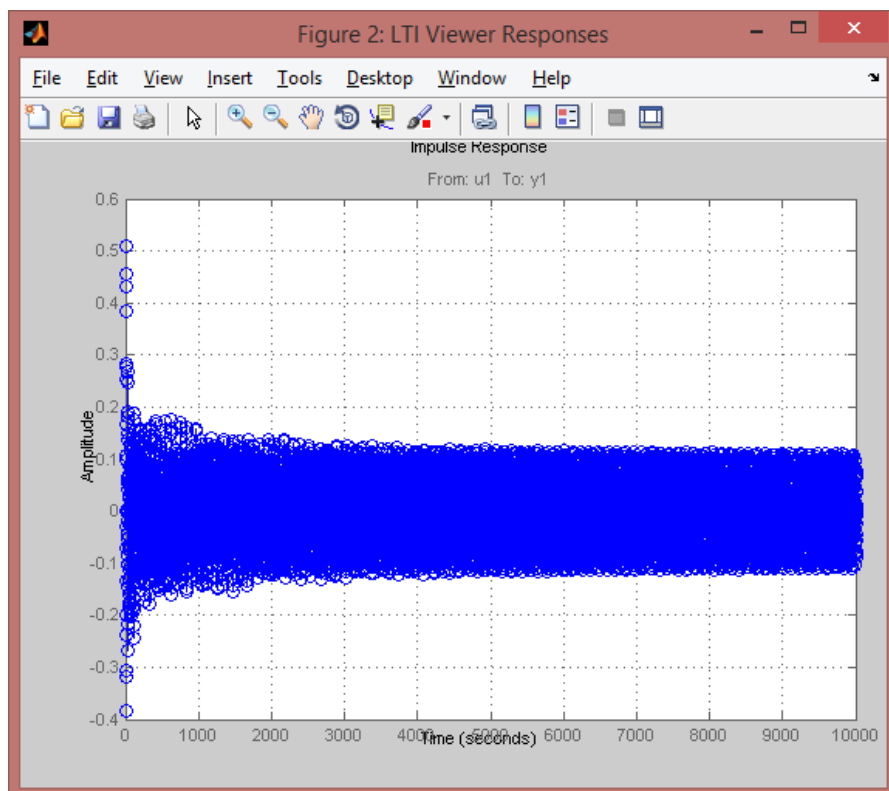 Figure 2: LTI Viewer Responses
File Edit View Insert Tools Desktop Window Help
Impulse Response
From: u1 To: y1
0.6
0.5
0.4
0.3
0.2
0.1
0
-0.1
-0.2
-0.3
-0.4
Amplitude
0 1000 2000 3000 4000 5000 6000 7000 8000 9000 10000
Time (seconds)